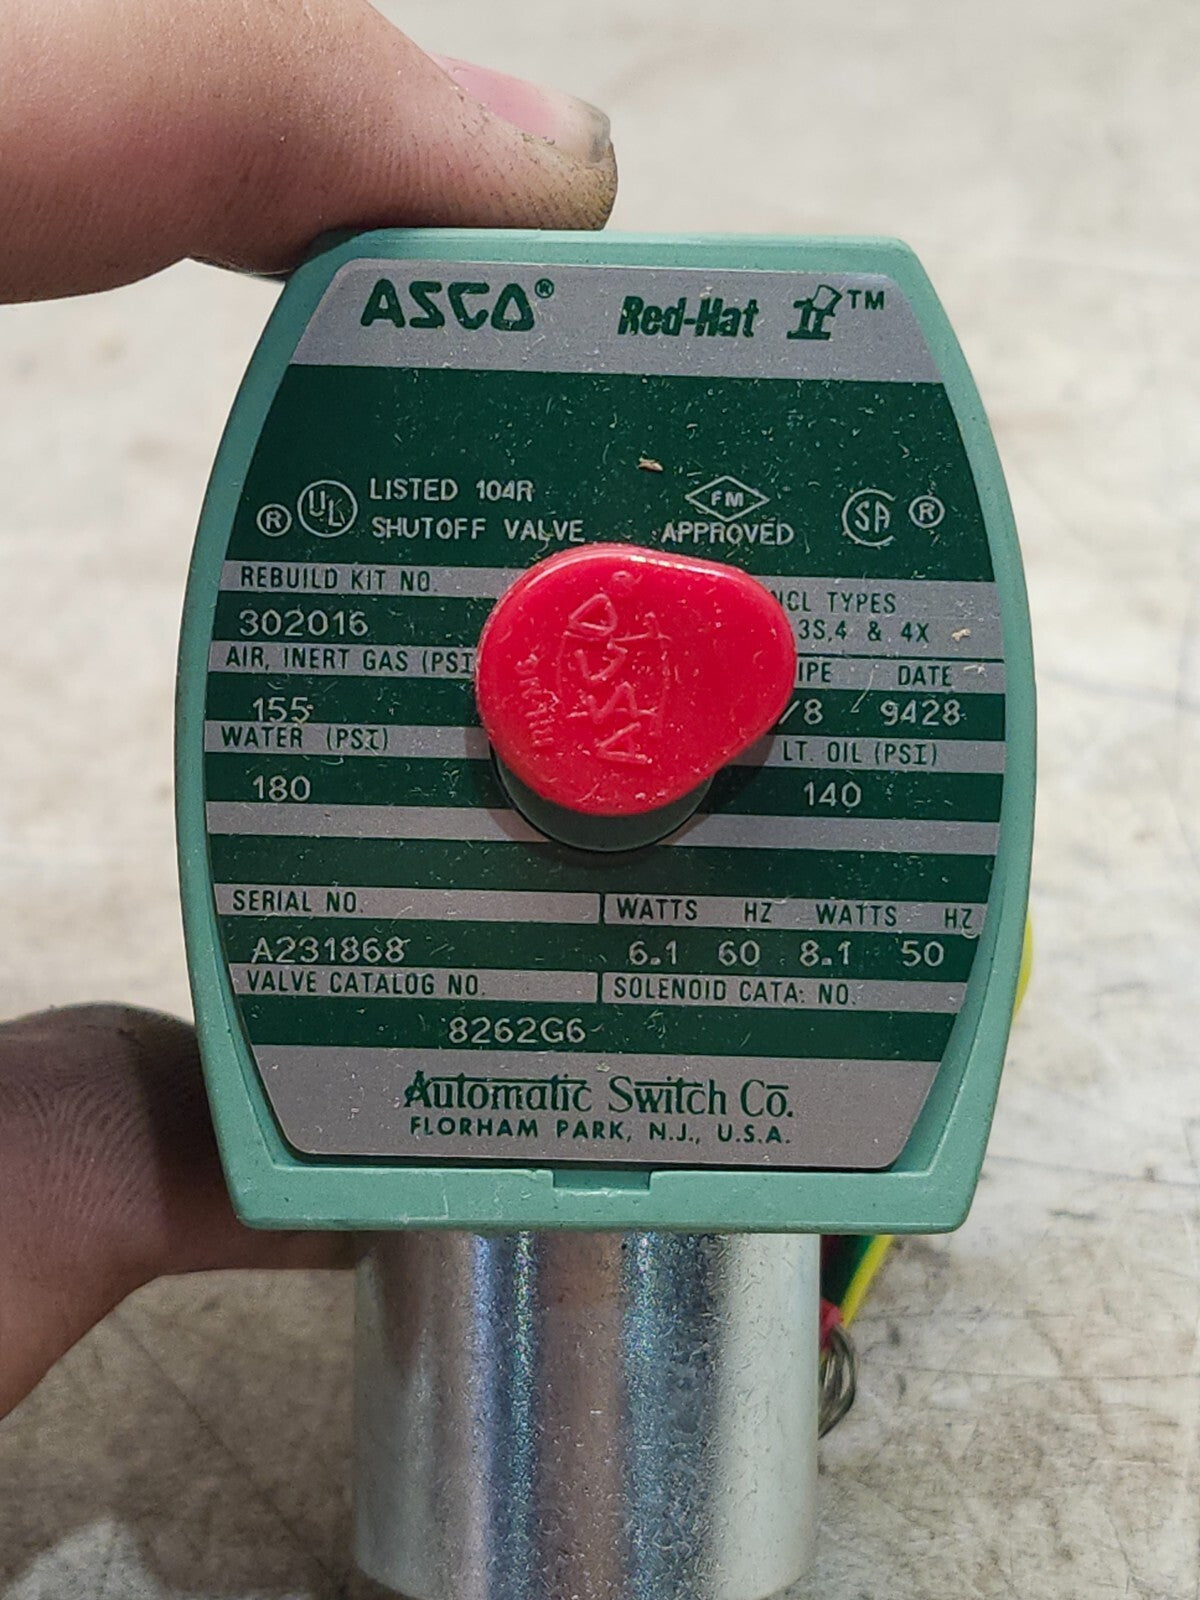 ASCO® Red-Hat II™
® UL LISTED 104R SHUTOFF VALVE
FM APPROVED
SA ®
REBUILD KIT NO.
302016
NCL TYPES
3S,4 & 4X
AIR, INERT GAS (PSI
IPE DATE
155
/8 9428
WATER (PSI)
LT. OIL (PSI)
180
140
SERIAL NO. WATTS HZ WATTS HZ
A231868 6.1 60 8.1 50
VALVE CATALOG NO. SOLENOID CATA: NO.
8262G6
Automatic Switch Co.
FLORHAM PARK, N.J., U.S.A.